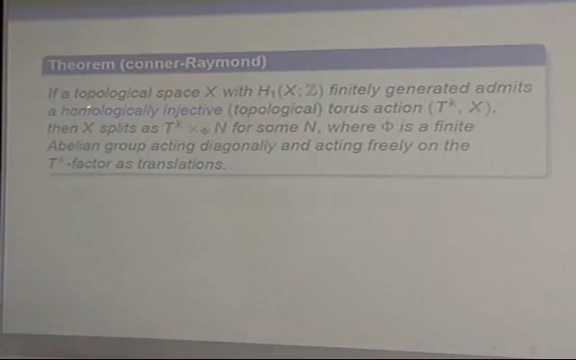 Theorem (conner-Raymond)
If a topological space X with H₁(X; ℤ) finitely generated admits
a homologically injective (topological) torus action (Tᵏ, X),
then X splits as Tᵏ ×_Φ N for some N, where Φ is a finite
Abelian group acting diagonally and acting freely on the
Tᵏ-factor as translations.